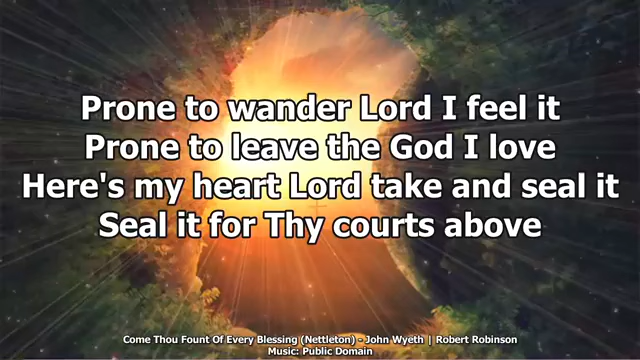 Prone to wander Lord I feel it
Prone to leave the God I love
Here's my heart Lord take and seal it
Seal it for Thy courts above
Come Thou Fount Of Every Blessing (Nettleton) - John Wyeth | Robert Robinson
Music: Public Domain